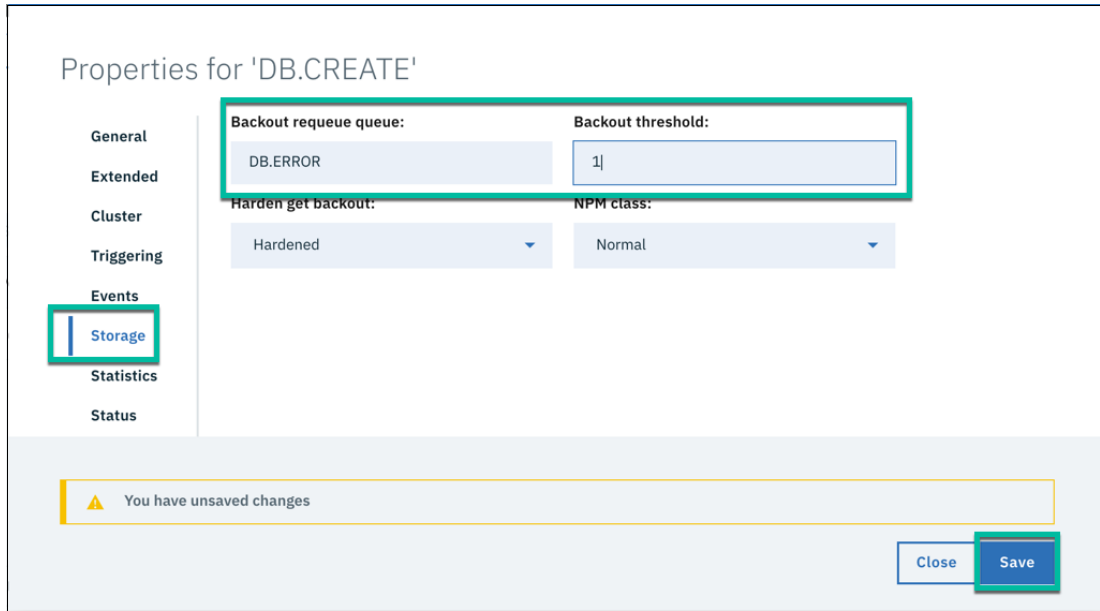 Properties for 'DB.CREATE'
General
Extended
Cluster
Triggering
Events
Storage
Statistics
Status
Backout requeue queue:
Backout threshold:
DB.ERROR
1
Harden get backout:
NPM class:
Hardened
Normal
You have unsaved changes
Close
Save